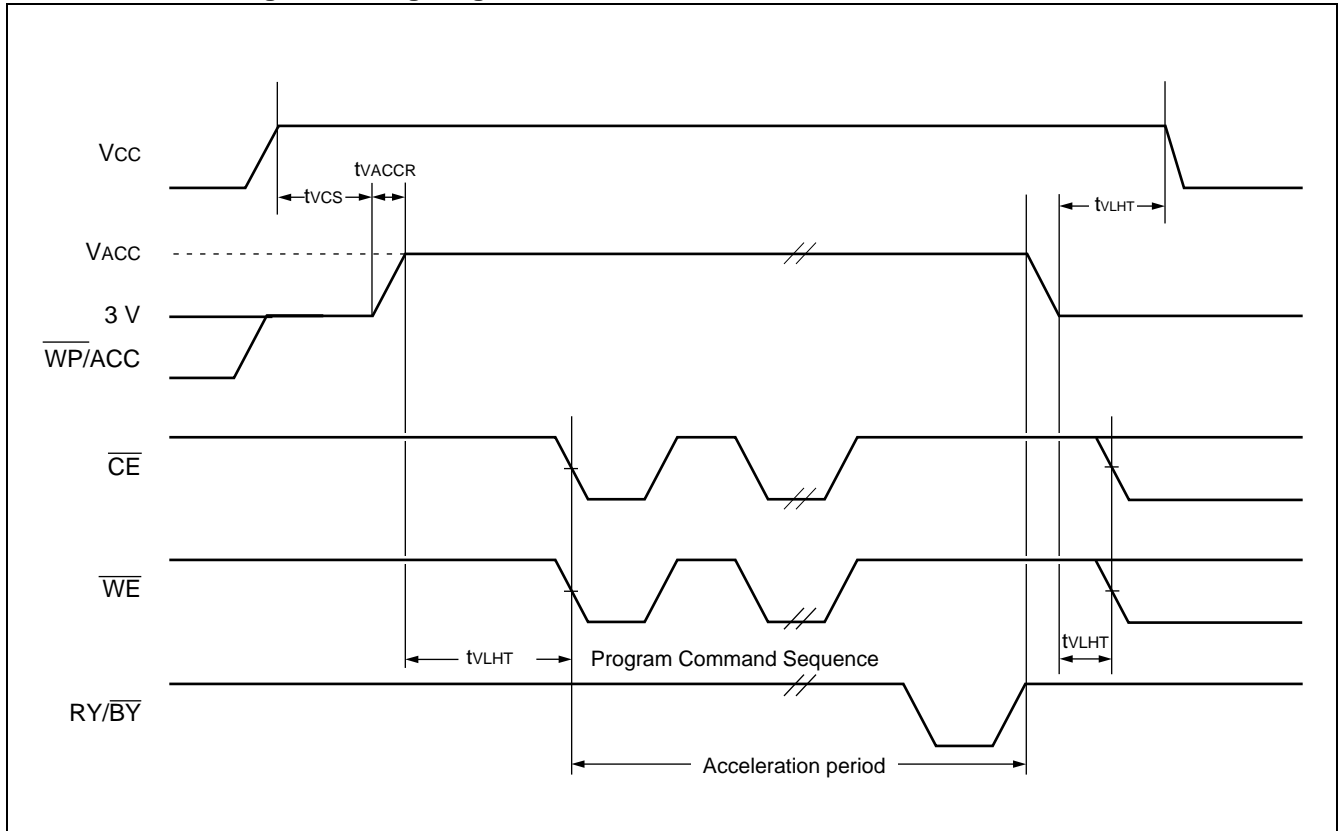 VCC
tVACCR
tVCS
tVLHT
VACC
3 V
WP/ACC
CE
WE
tVLHT
Program Command Sequence
tVLHT
RY/BY
Acceleration period